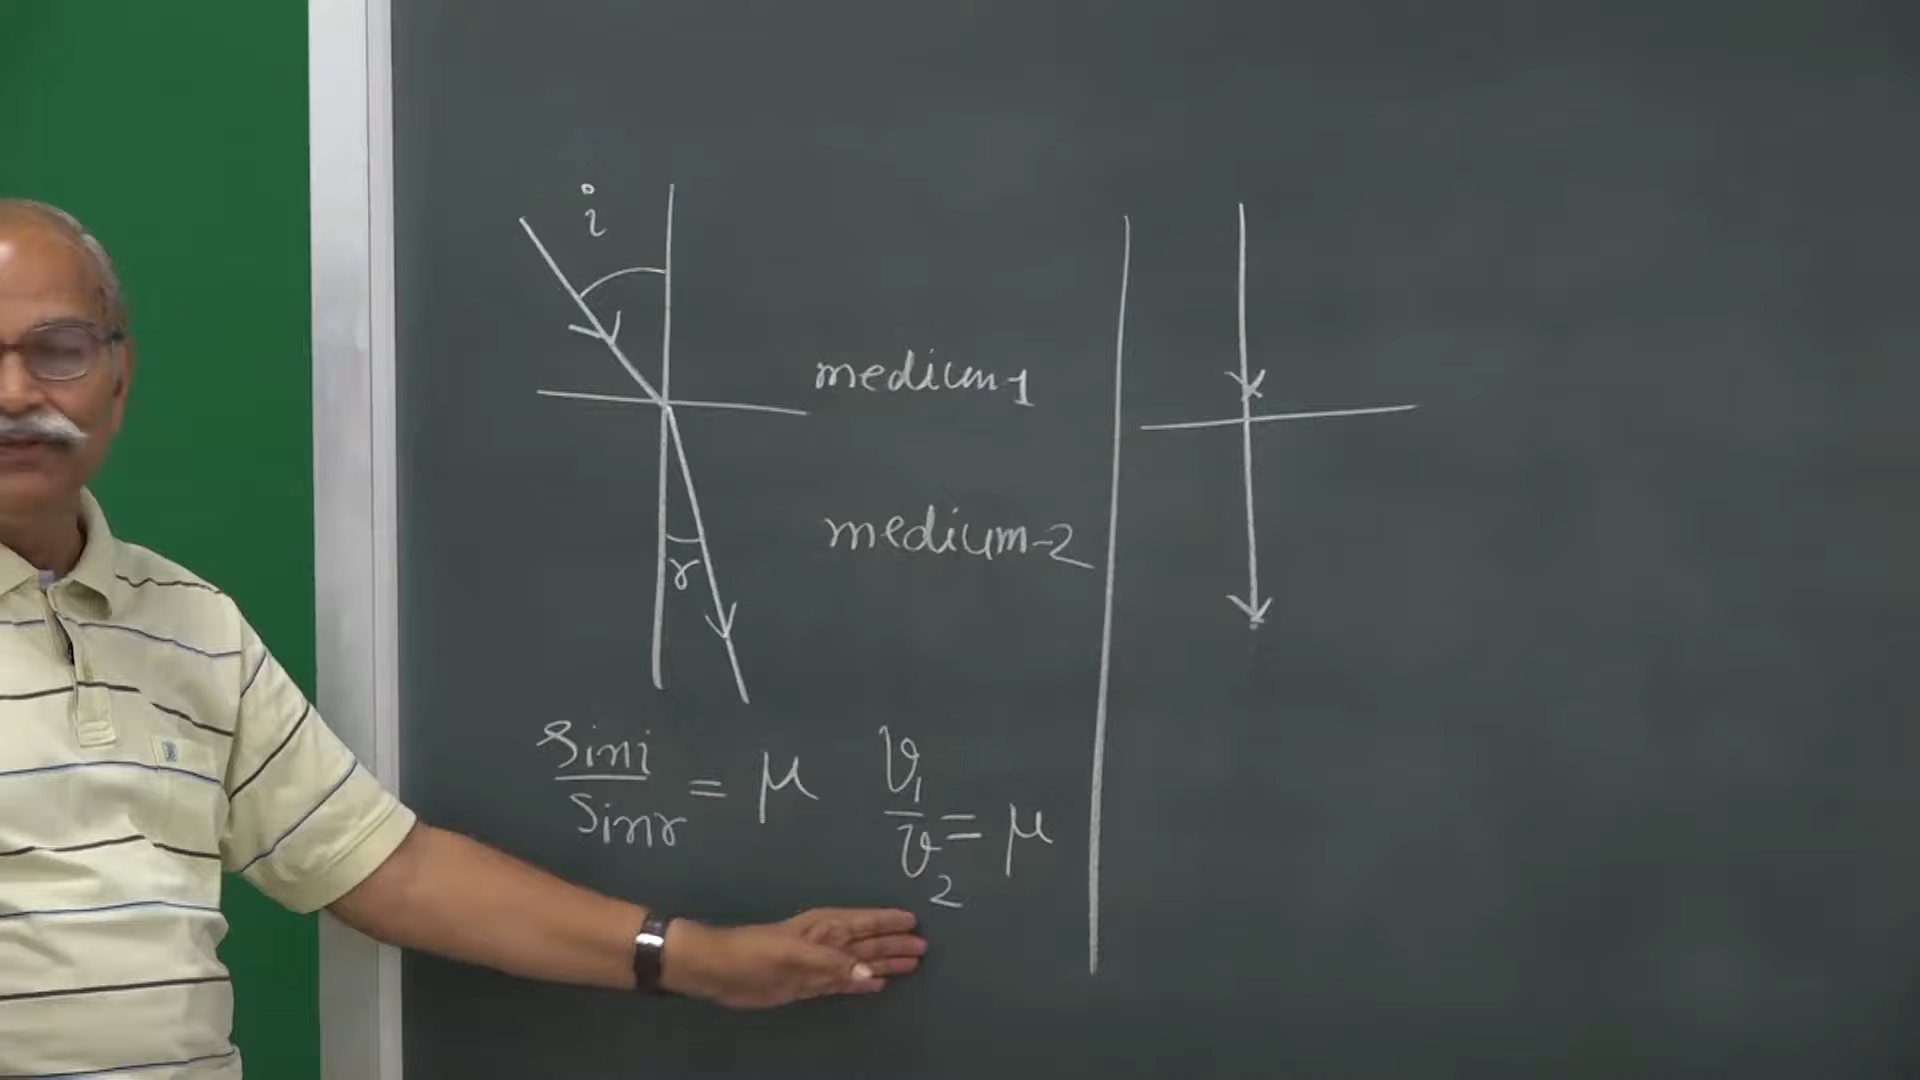 i
medium-1
medium-2
r
sini/sinr = μ
v1/v2 = μ